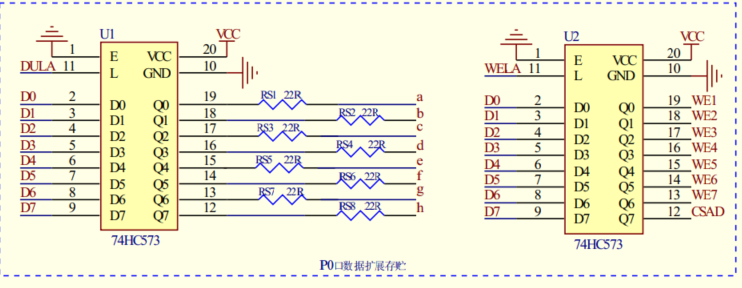 U1
VCC
1 E VCC 20
DULA 11 L GND 10
D0 2 D0 Q0 19 RS1 22R a
D1 3 D1 Q1 18 RS2 22R b
D2 4 D2 Q2 17 RS3 22R c
D3 5 D3 Q3 16 RS4 22R d
D4 6 D4 Q4 15 RS5 22R e
D5 7 D5 Q5 14 RS6 22R f
D6 8 D6 Q6 13 RS7 22R g
D7 9 D7 Q7 12 RS8 22R h
74HC573
U2
VCC
1 E VCC 20
WELA 11 L GND 10
D0 2 D0 Q0 19 WE1
D1 3 D1 Q1 18 WE2
D2 4 D2 Q2 17 WE3
D3 5 D3 Q3 16 WE4
D4 6 D4 Q4 15 WE5
D5 7 D5 Q5 14 WE6
D6 8 D6 Q6 13 WE7
D7 9 D7 Q7 12 CSAD
74HC573
P0口数据扩展存贮